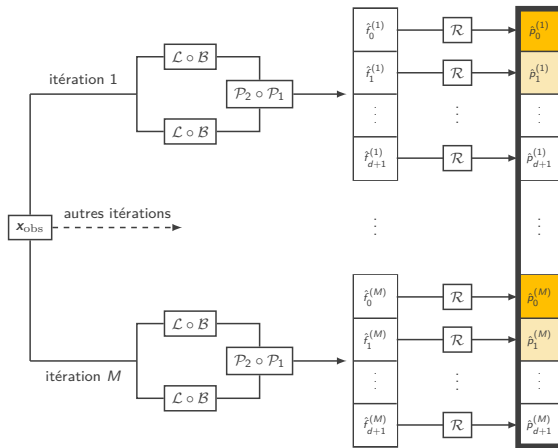 f̂₀⁽¹⁾ ℛ p̂₀⁽¹⁾
ℒ ∘ ℬ
itération 1
f̂₁⁽¹⁾ ℛ p̂₁⁽¹⁾
𝒫₂ ∘ 𝒫₁
⋮ ⋮ ⋮
ℒ ∘ ℬ
f̂_{d+1}⁽¹⁾ ℛ p̂_{d+1}⁽¹⁾
autres itérations
x_obs
⋮ ⋮
f̂₀⁽ᴹ⁾ ℛ p̂₀⁽ᴹ⁾
ℒ ∘ ℬ
f̂₁⁽ᴹ⁾ ℛ p̂₁⁽ᴹ⁾
𝒫₂ ∘ 𝒫₁
itération M
⋮ ⋮ ⋮
ℒ ∘ ℬ
f̂_{d+1}⁽ᴹ⁾ ℛ p̂_{d+1}⁽ᴹ⁾